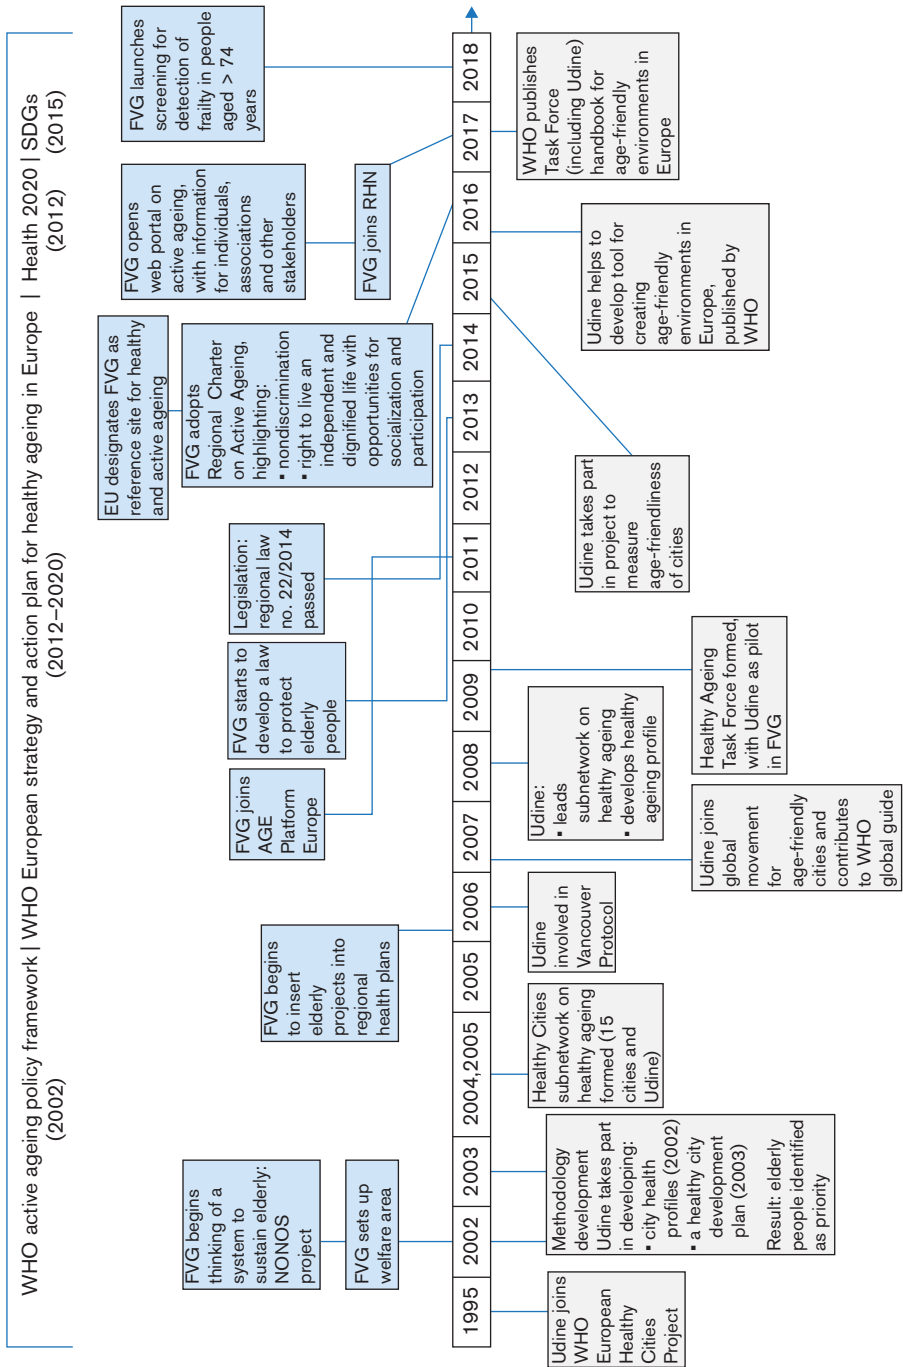 WHO active ageing policy framework | WHO European strategy and action plan for healthy ageing in Europe | Health 2020 | SDGs
(2002)
(2012–2020)
(2012)
(2015)
FVG begins
thinking of a
system to
sustain elderly:
NONOS
project
FVG sets up
welfare area
FVG begins
to insert
elderly
projects into
regional
health plans
FVG joins
AGE
Platform
Europe
FVG starts to
develop a law
to protect
elderly
people
Legislation:
regional law
no. 22/2014
passed
EU designates FVG as
reference site for healthy
and active ageing
FVG adopts
Regional Charter
on Active Ageing,
highlighting:
▪ nondiscrimination
▪ right to live an
independent and
dignified life with
opportunities for
socialization and
participation
FVG opens
web portal on
active ageing,
with information
for individuals,
associations
and other
stakeholders
FVG joins RHN
FVG launches
screening for
detection of
frailty in people
aged > 74
years
1995
2002
2003
2004,2005
2005
2006
2007
2008
2009
2010
2011
2012
2013
2014
2015
2016
2017
2018
Udine joins
WHO
European
Healthy
Cities
Project
Methodology
development
Udine takes part
in developing:
▪ city health
profiles (2002)
▪ a healthy city
development
plan (2003)
Result: elderly
people identified
as priority
Healthy Cities
subnetwork on
healthy ageing
formed (15
cities and
Udine)
Udine
involved in
Vancouver
Protocol
Udine joins
global
movement
for
age-friendly
cities and
contributes
to WHO
global guide
Udine:
▪ leads
subnetwork on
healthy ageing
▪ develops healthy
ageing profile
Healthy Ageing
Task Force formed,
with Udine as pilot
in FVG
Udine takes part
in project to
measure
age-friendliness
of cities
Udine helps to
develop tool for
creating
age-friendly
environments in
Europe,
published by
WHO
WHO publishes
Task Force
(including Udine)
handbook for
age-friendly
environments in
Europe